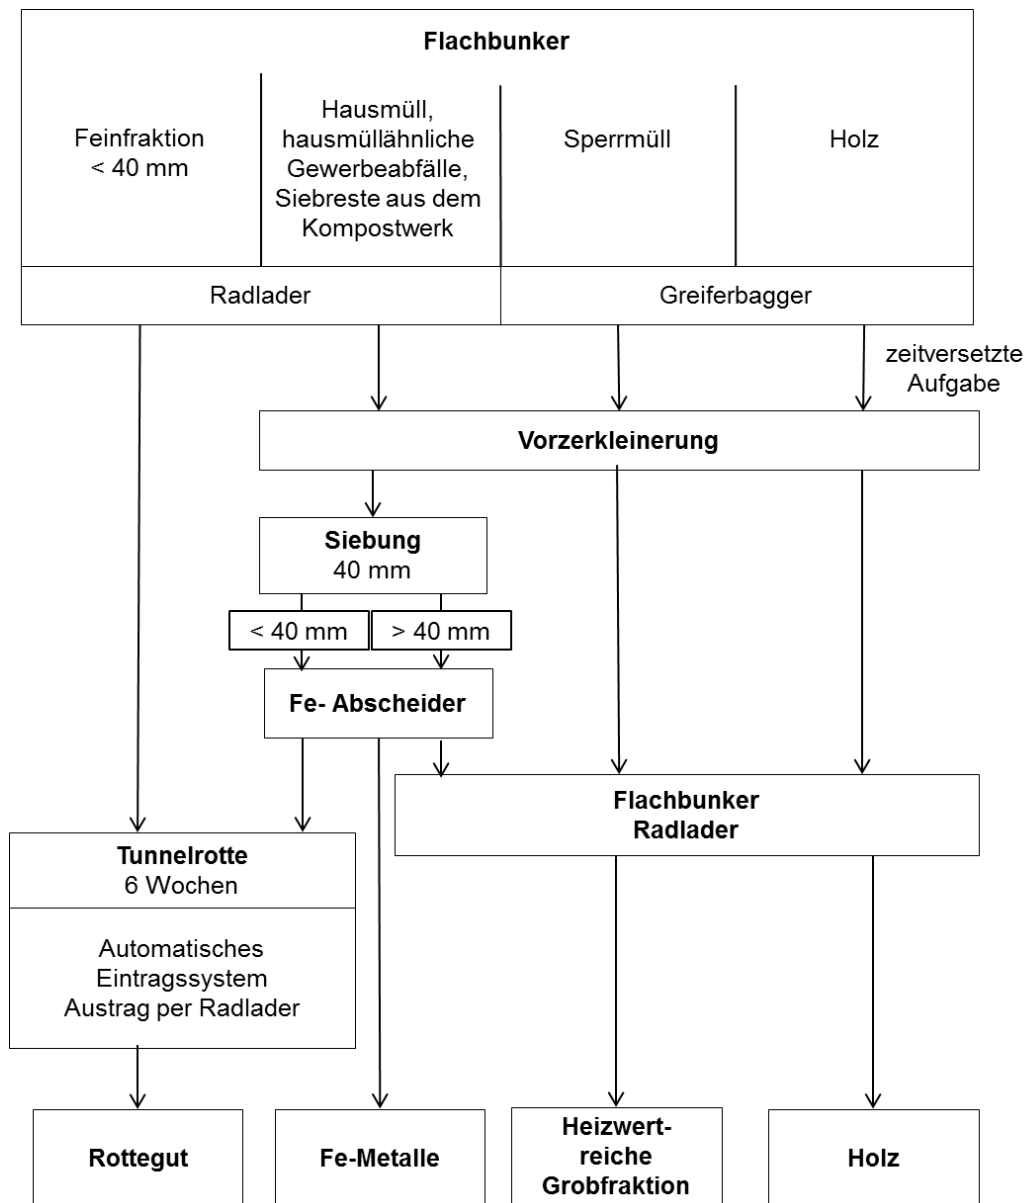 Flachbunker
Feinfraktion
< 40 mm
Hausmüll,
hausmüllähnliche
Gewerbeabfälle,
Siebreste aus dem
Kompostwerk
Sperrmüll
Holz
Radlader
Greiferbagger
zeitversetzte
Aufgabe
Vorzerkleinerung
Siebung
40 mm
< 40 mm
> 40 mm
Fe- Abscheider
Flachbunker
Radlader
Tunnelrotte
6 Wochen
Automatisches
Eintragssystem
Austrag per Radlader
Rottegut
Fe-Metalle
Heizwert-
reiche
Grobfraktion
Holz